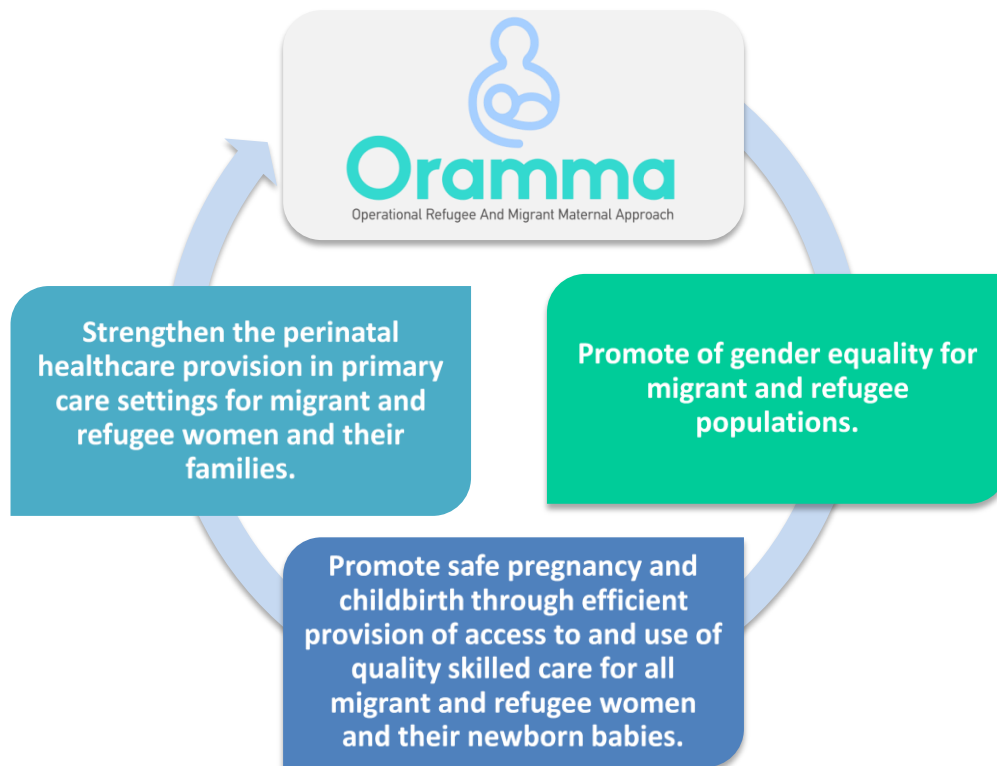 Oramma
Operational Refugee And Migrant Maternal Approach
Promote of gender equality for
migrant and refugee
populations.
Promote safe pregnancy and
childbirth through efficient
provision of access to and use of
quality skilled care for all
migrant and refugee women
and their newborn babies.
Strengthen the perinatal
healthcare provision in primary
care settings for migrant and
refugee women and their
families.